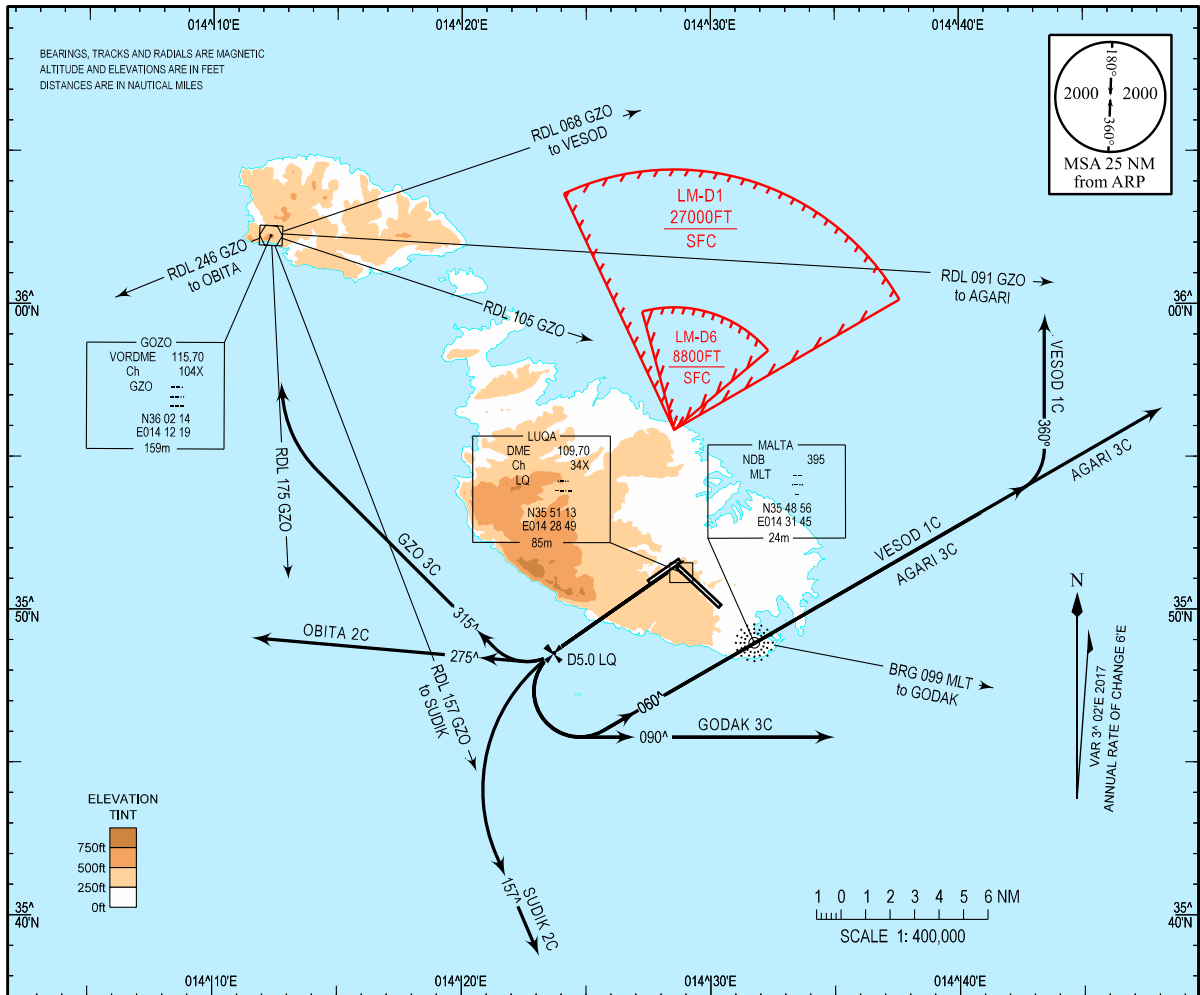 014^10'E
014^20'E
014^30'E
014^40'E
BEARINGS, TRACKS AND RADIALS ARE MAGNETIC
ALTITUDE AND ELEVATIONS ARE IN FEET
DISTANCES ARE IN NAUTICAL MILES
180°
2000
2000
360°
MSA 25 NM
from ARP
RDL 068 GZO
to VESOD
LM-D1
27000FT
SFC
RDL 246 GZO
to OBITA
RDL 091 GZO
to AGARI
36^
00'N
36^
00'N
RDL 105 GZO
LM-D6
8800FT
SFC
GOZO
VORDME 115,70
Ch 104X
GZO
N36 02 14
E014 12 19
159m
VESOD 1C
360°
AGARI 3C
LUQA
DME 109,70
Ch 34X
LQ
N35 51 13
E014 28 49
85m
MALTA
NDB 395
MLT
N35 48 56
E014 31 45
24m
RDL 175 GZO
GZO 3C
315^
VESOD 1C
AGARI 3C
N
35^
50'N
35^
50'N
OBITA 2C
275^
D5.0 LQ
RDL 157 GZO
to SUDIK
BRG 099 MLT
to GODAK
060^
GODAK 3C
090^
VAR 3^ 02'E 2017
ANNUAL RATE OF CHANGE 6'E
ELEVATION
TINT
750ft
500ft
250ft
0ft
SUDIK 2C
157^
1 0 1 2 3 4 5 6 NM
SCALE 1: 400,000
35^
40'N
35^
40'N
014^10'E
014^20'E
014^30'E
014^40'E